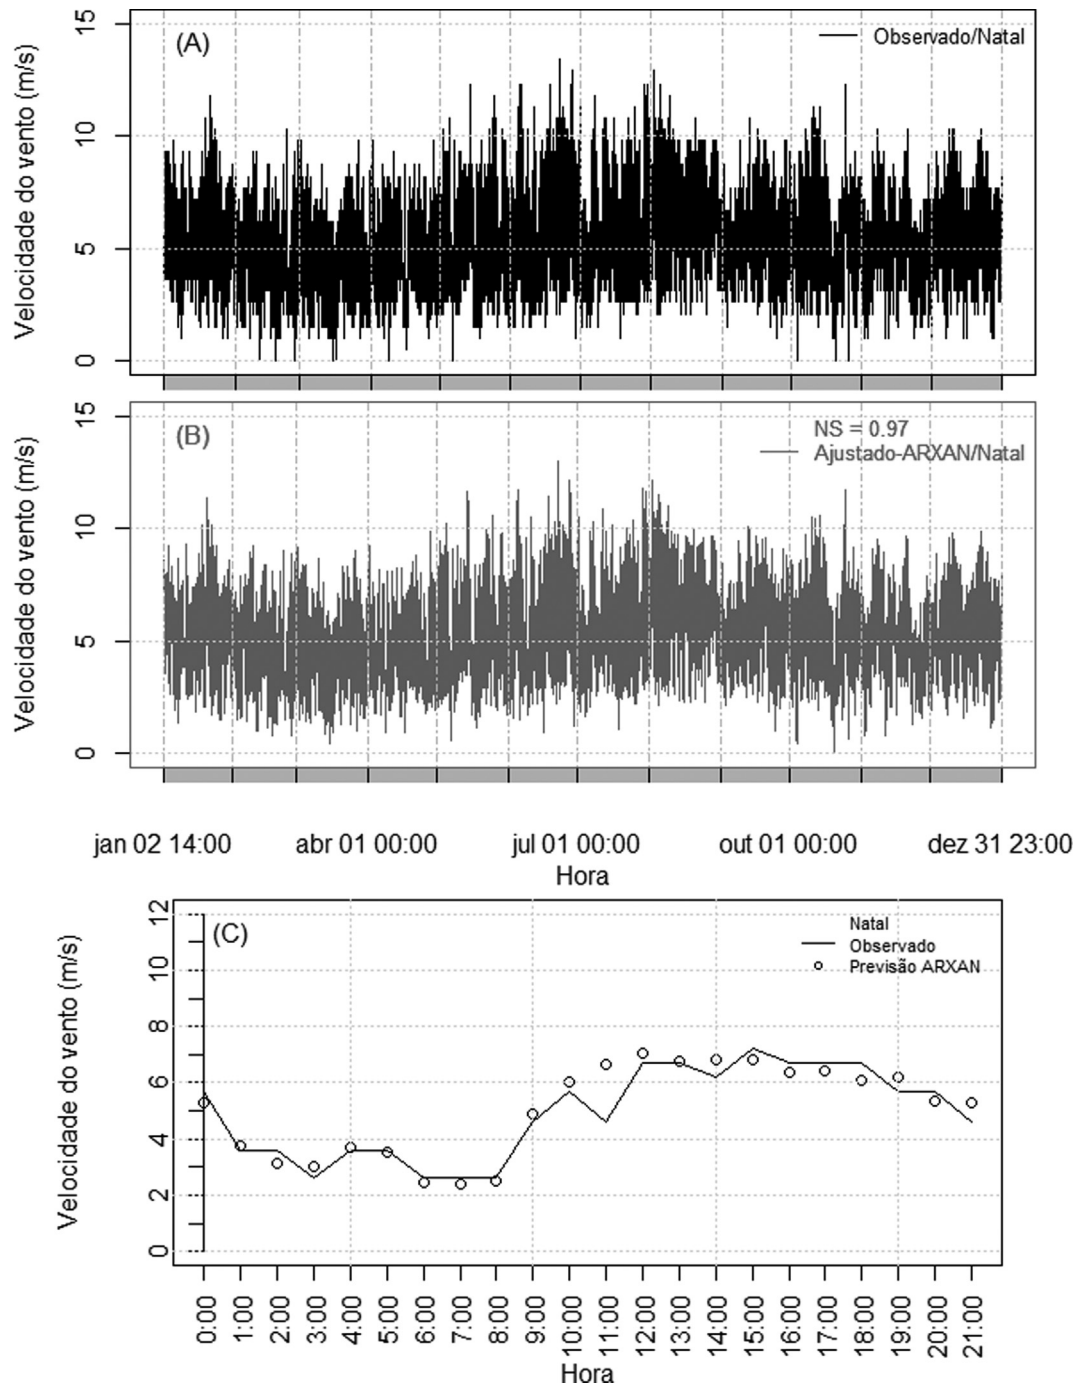 (A)
Observado/Natal
Velocidade do vento (m/s)
15
10
5
0
(B)
NS = 0.97
Ajustado-ARXAN/Natal
Velocidade do vento (m/s)
15
10
5
0
jan 02 14:00 abr 01 00:00 jul 01 00:00 out 01 00:00 dez 31 23:00
Hora
(C)
Natal
Observado
Previsão ARXAN
Velocidade do vento (m/s)
12
10
8
6
4
2
0
0:00 1:00 2:00 3:00 4:00 5:00 6:00 7:00 8:00 9:00 10:00 11:00 12:00 13:00 14:00 15:00 16:00 17:00 18:00 19:00 20:00 21:00
Hora